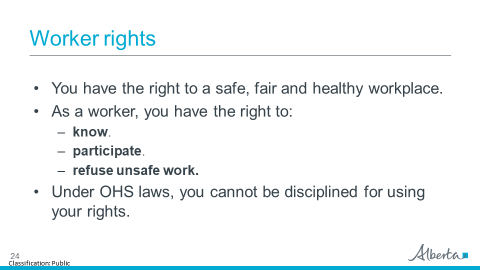 Worker rights
• You have the right to a safe, fair and healthy workplace.
• As a worker, you have the right to:
– know.
– participate.
– refuse unsafe work.
• Under OHS laws, you cannot be disciplined for using
your rights.
24
Classification: Public
Alberta